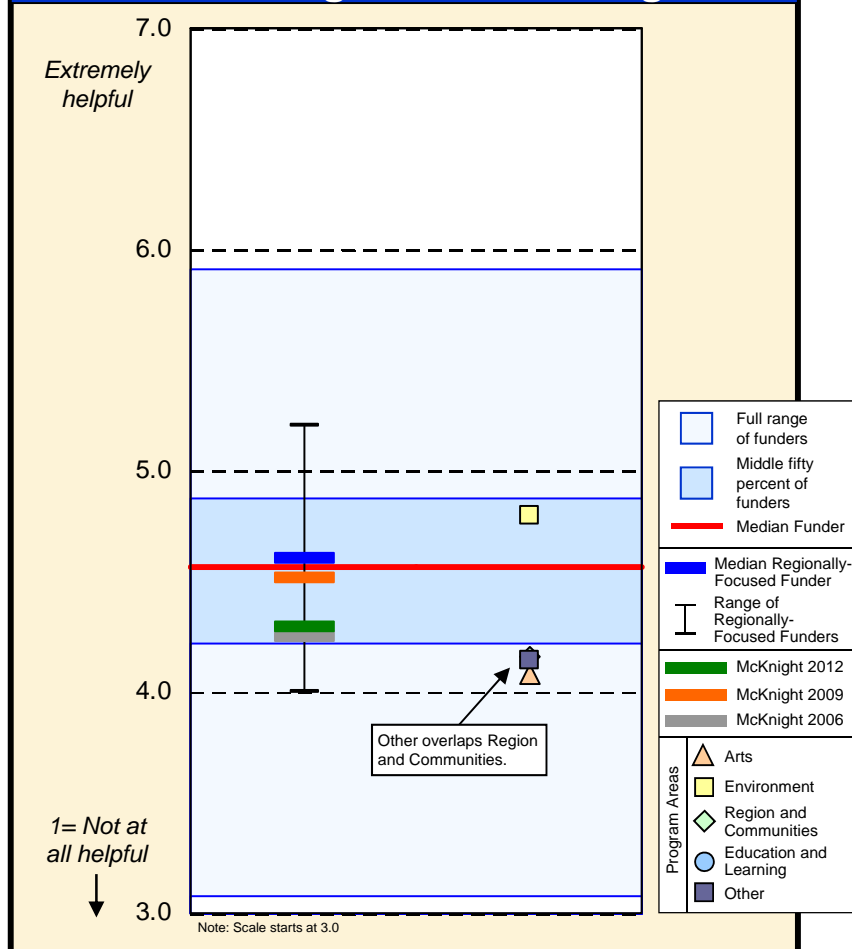 7.0
Extremely
helpful
6.0
5.0
4.0
Other overlaps Region
and Communities.
1= Not at
all helpful
3.0
Note: Scale starts at 3.0
Full range
of funders
Middle fifty
percent of
funders
Median Funder
Median Regionally-
Focused Funder
Range of
Regionally-
Focused Funders
McKnight 2012
McKnight 2009
McKnight 2006
Program Areas
Arts
Environment
Region and
Communities
Education and
Learning
Other